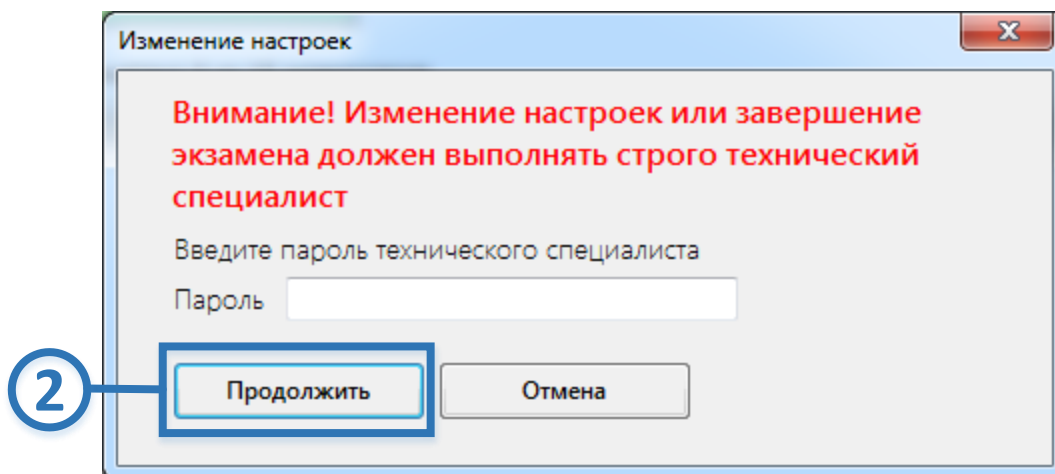 Изменение настроек
Внимание! Изменение настроек или завершение
экзамена должен выполнять строго технический
специалист
Введите пароль технического специалиста
Пароль
2
Продолжить
Отмена